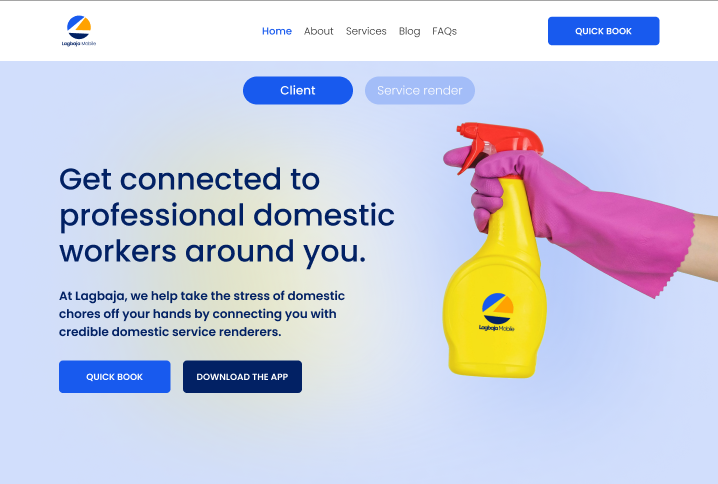 Lagbaja Mobile
Home About Services Blog FAQs
QUICK BOOK
Client
Service render
Get connected to
professional domestic
workers around you.
At Lagbaja, we help take the stress of domestic
chores off your hands by connecting you with
credible domestic service renderers.
QUICK BOOK
DOWNLOAD THE APP
Lagbaja Mobile